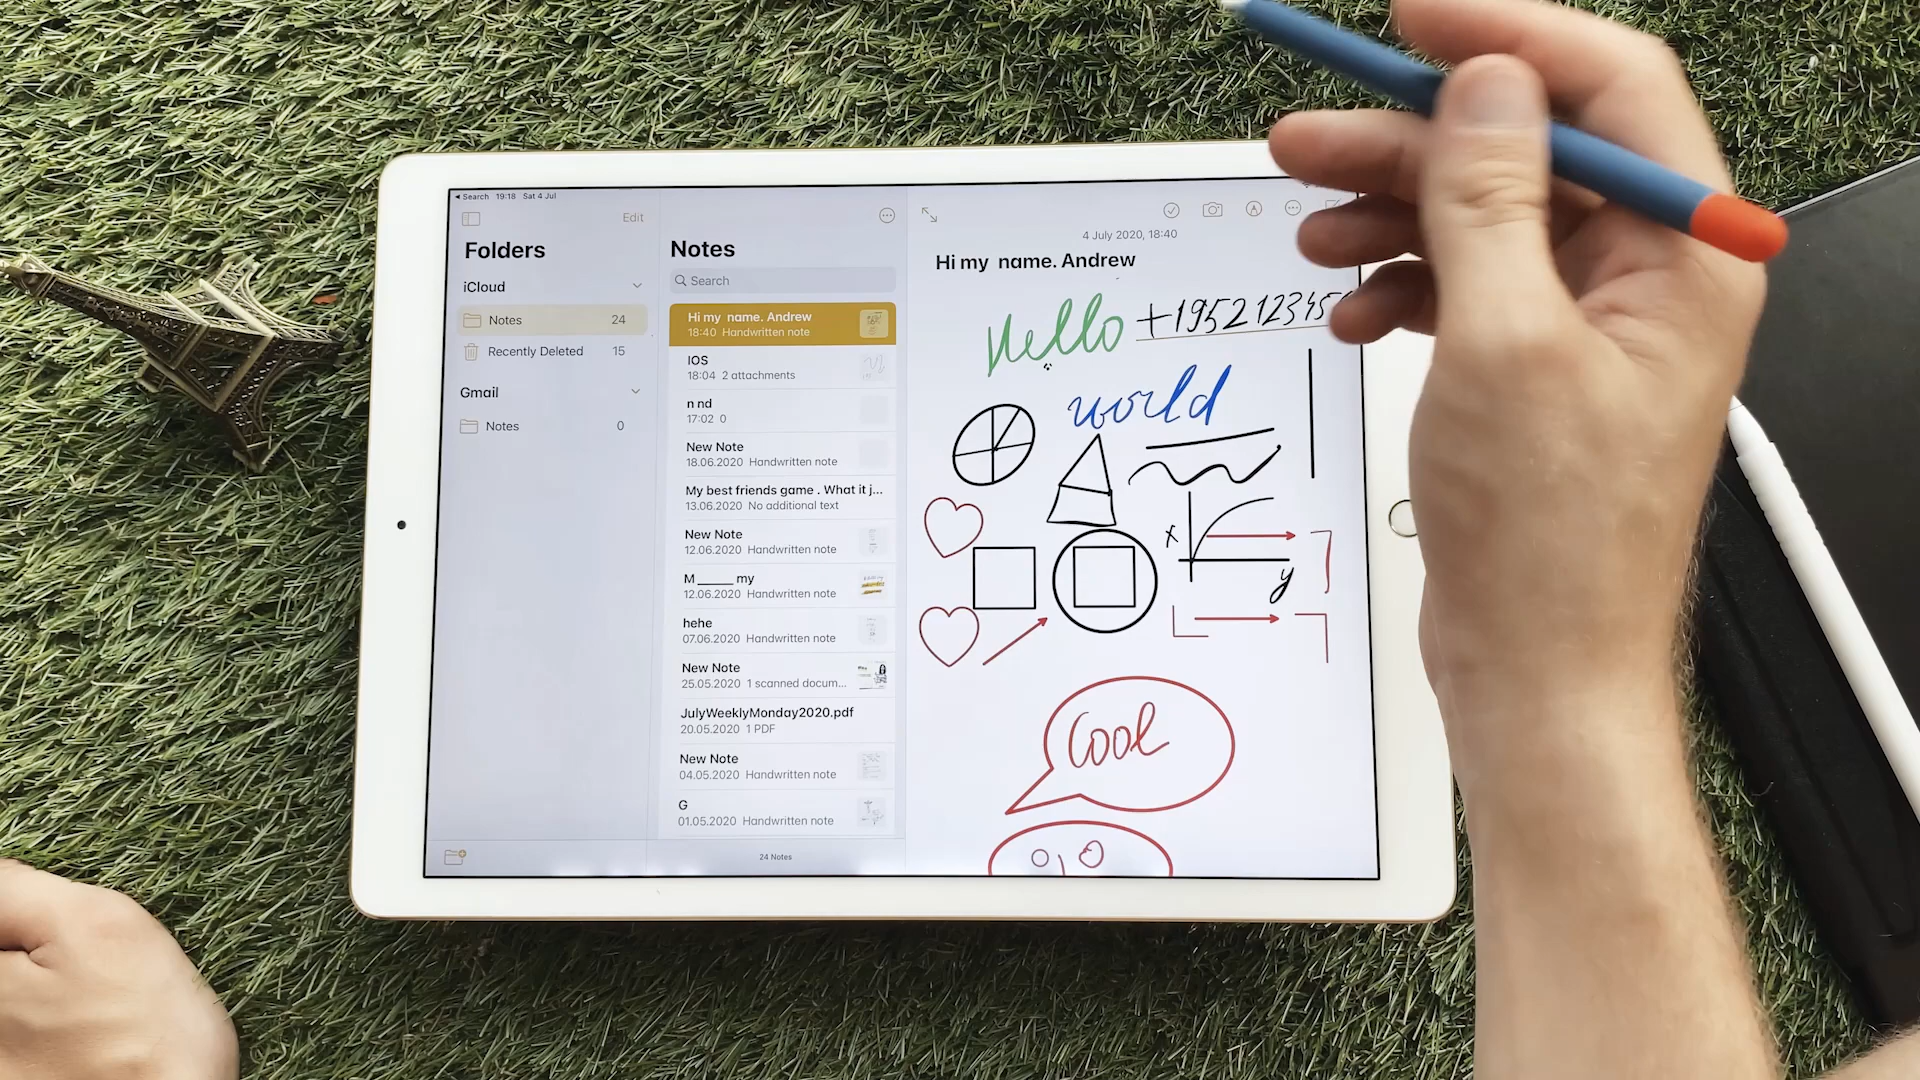 Search 19:18 Sat 4 Jul
Edit
Folders
iCloud
Notes 24
Recently Deleted 15
Gmail
Notes 0
Notes
Search
Hi my name. Andrew
18:40 Handwritten note
IOS
18:04 2 attachments
n nd
17:02 0
New Note
18.06.2020 Handwritten note
My best friends game . What it j...
13.06.2020 No additional text
New Note
12.06.2020 Handwritten note
M_____ my
12.06.2020 Handwritten note
hehe
07.06.2020 Handwritten note
New Note
25.05.2020 1 scanned docum...
JulyWeeklyMonday2020.pdf
20.05.2020 1 PDF
New Note
04.05.2020 Handwritten note
G
01.05.2020 Handwritten note
24 Notes
4 July 2020, 18:40
Hi my name. Andrew
Hello +1952123456
world
x
y
Cool